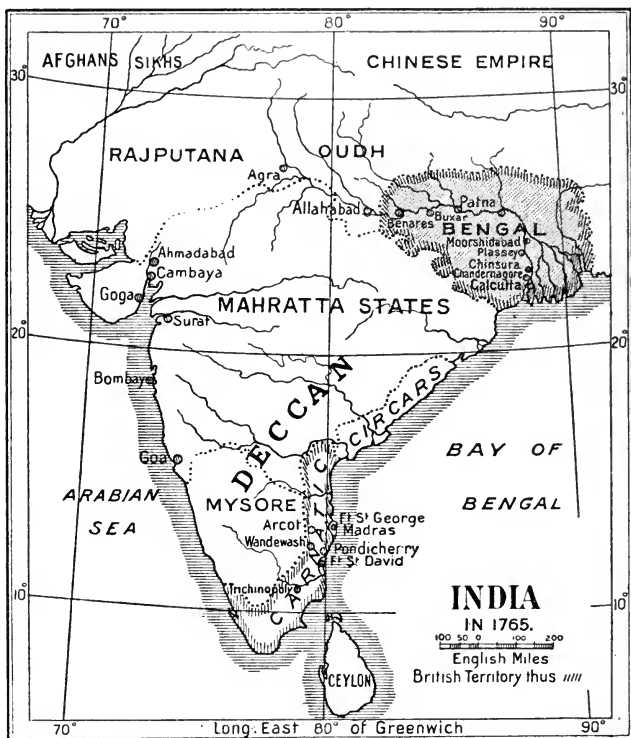 70° 80° 90°
AFGHANS SIKHS CHINESE EMPIRE
30° 30°
RAJPUTANA OUDH
Agra
Allahabad Benares Buxar Patna
BENGAL
Moorshidabad
Plassey
Chinsura
Chandernagore
Calcutta
Ahmadabad
Cambaya
Goga
MAHRATTA STATES
Surat
20° 20°
Bombay
DECCAN
CIRCARS
Goa
BAY OF
BENGAL
ARABIAN
SEA
MYSORE
CARNATIC
Arcot
Wandewash
Ft St George
Madras
Pondicherry
Ft St David
Trichinopoly
10° 10°
INDIA
IN 1765.
100 50 0 100 200
English Miles
British Territory thus
CEYLON
70° 80° 90°
Long. East of Greenwich